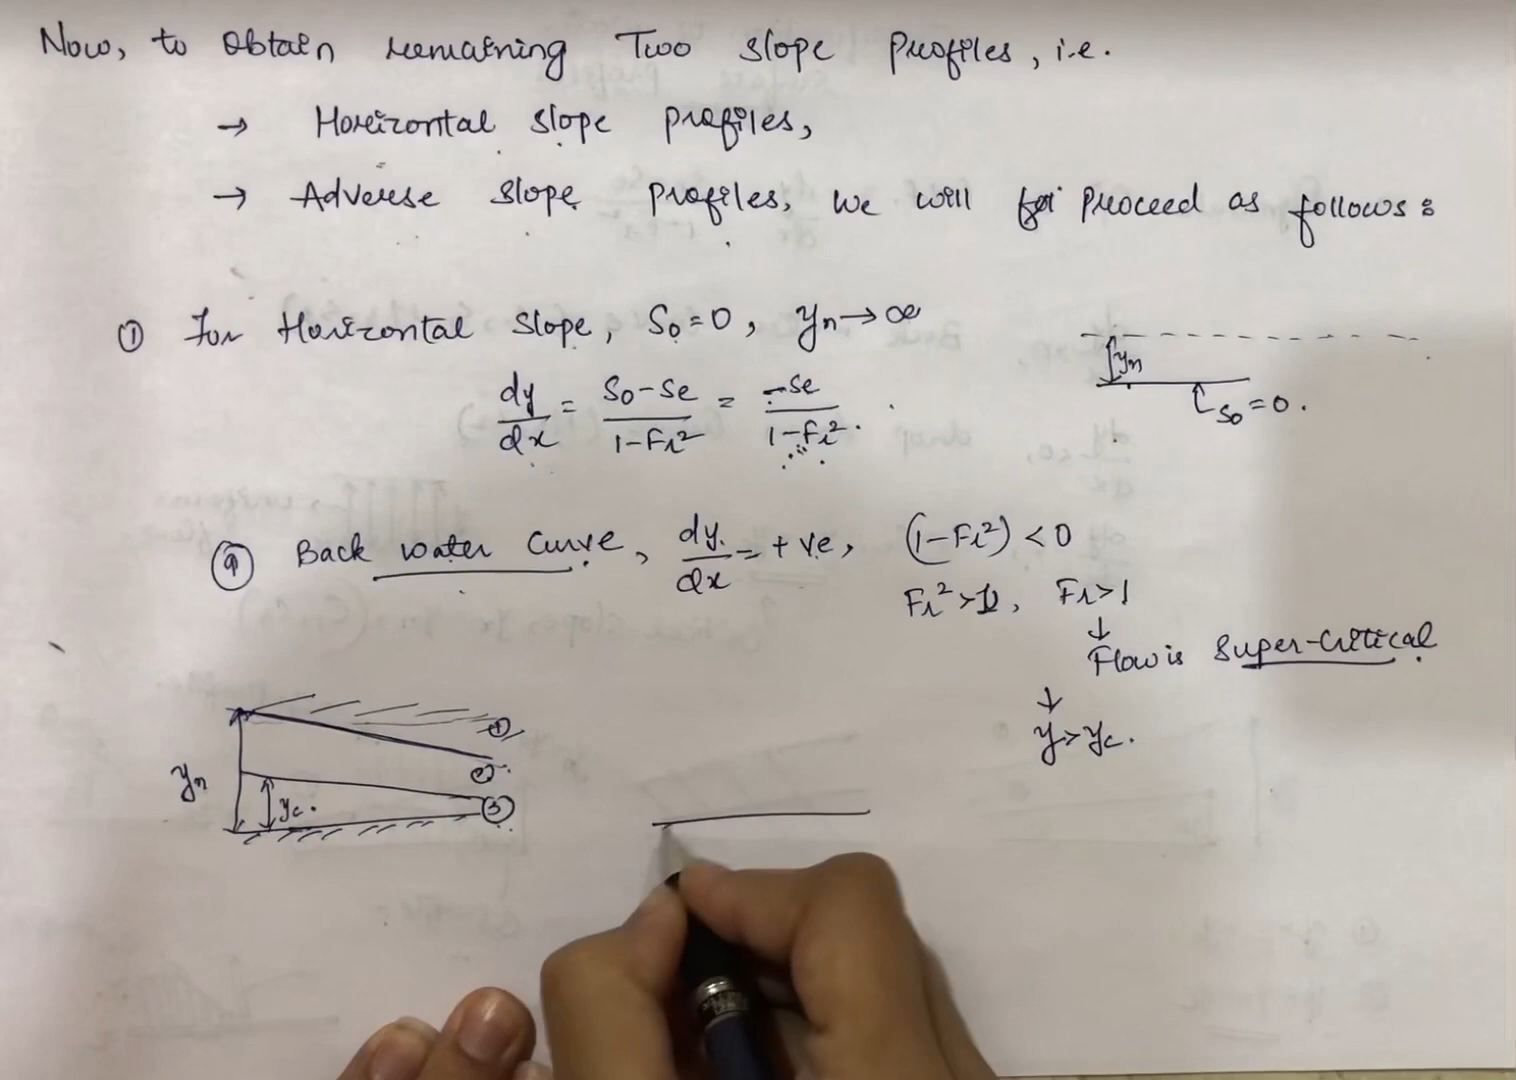 Now, to obtain remaining Two slope profiles, i.e.
→ Horizontal slope profiles,
→ Adverse slope profiles, we will proceed as follows:
① For Horizontal slope, S₀=0, yₙ→∞
dy/dx = S₀-Se/1-Fr² = -Se/1-Fr².
yₙ
S₀=0.
ⓐ Back water curve, dy/dx = +ve, (1-Fr²)<0
Fr²>1, Fr>1
↓
Flow is super-critical
↓
y>yc.
①
②
yₙ
yc.
③